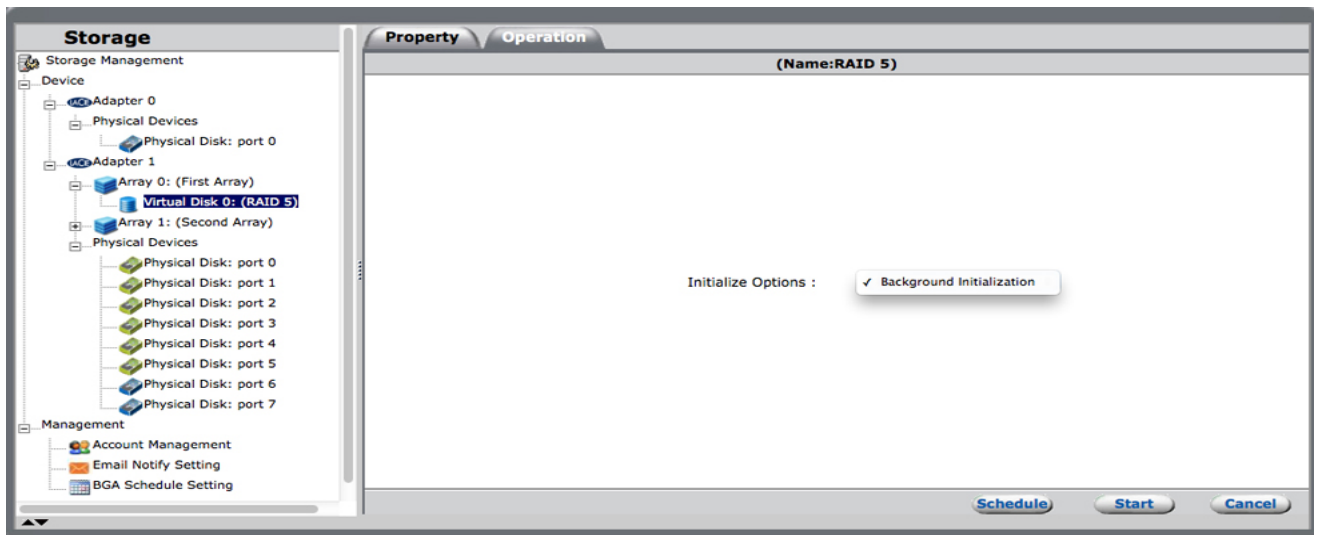 Storage
Storage Management
Device
Adapter 0
Physical Devices
Physical Disk: port 0
Adapter 1
Array 0: (First Array)
Virtual Disk 0: (RAID 5)
Array 1: (Second Array)
Physical Devices
Physical Disk: port 0
Physical Disk: port 1
Physical Disk: port 2
Physical Disk: port 3
Physical Disk: port 4
Physical Disk: port 5
Physical Disk: port 6
Physical Disk: port 7
Management
Account Management
Email Notify Setting
BGA Schedule Setting
Property Operation
(Name:RAID 5)
Initialize Options : ✓ Background Initialization
Schedule Start Cancel